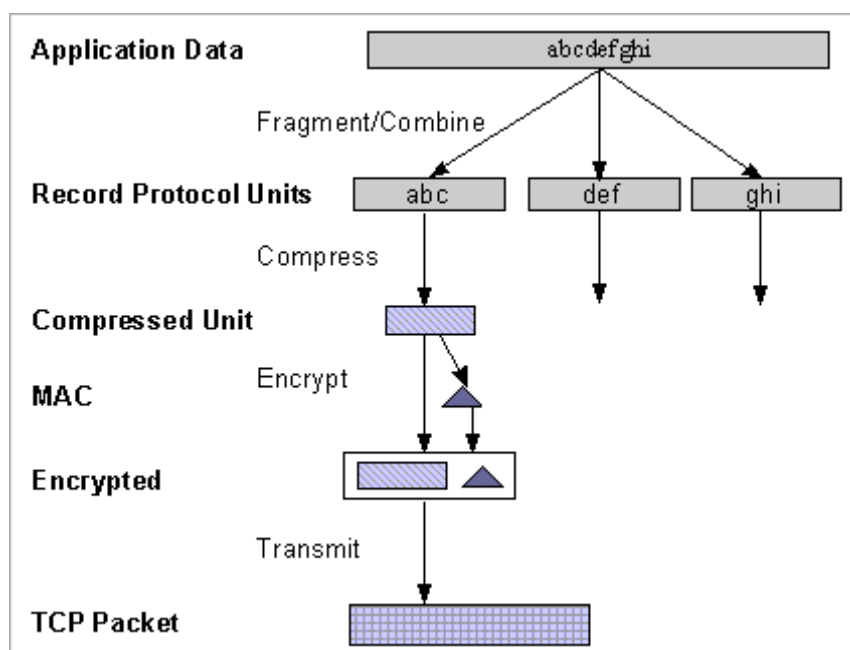 Application Data
abcdefghi
Fragment/Combine
Record Protocol Units
abc
def
ghi
Compress
Compressed Unit
Encrypt
MAC
Encrypted
Transmit
TCP Packet